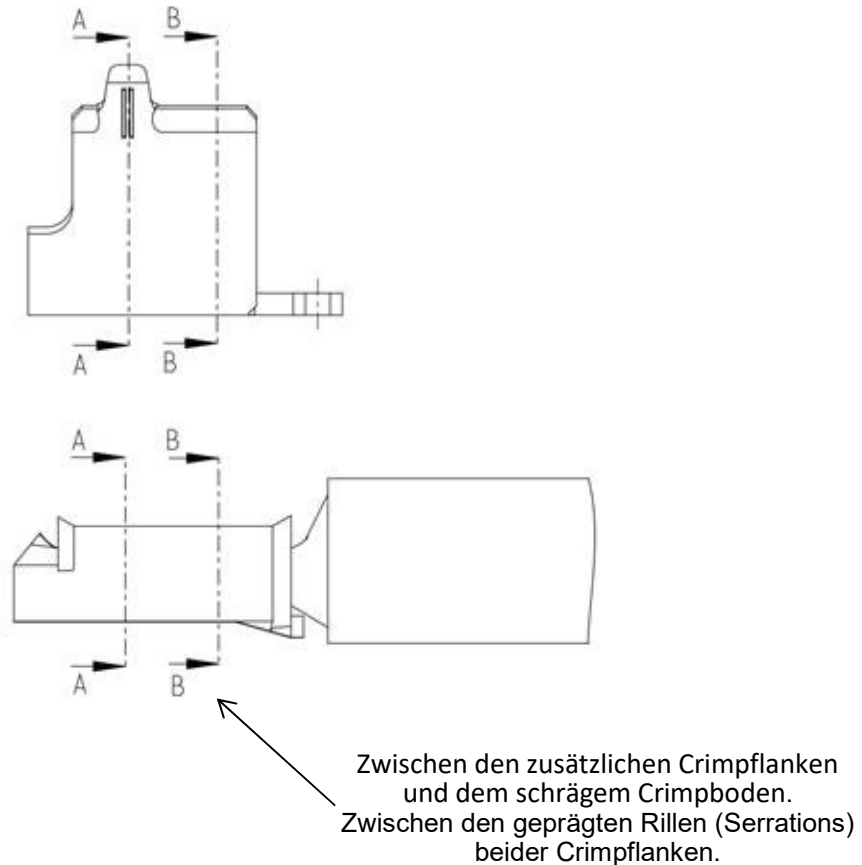 A B
A B
A B
A B
Zwischen den zusätzlichen Crimpflanken
und dem schrägem Crimpboden.
Zwischen den geprägten Rillen (Serrations)
beider Crimpflanken.